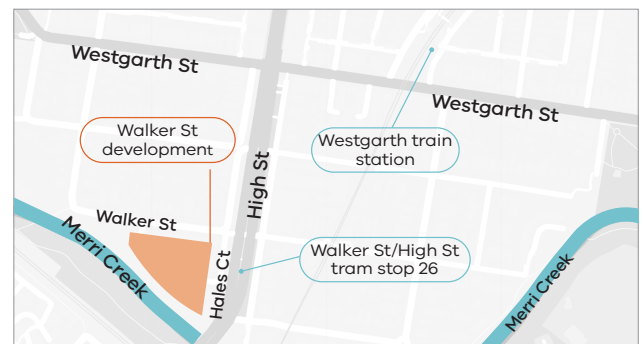 Westgarth St
Westgarth St
Walker St
development
Westgarth train
station
High St
Walker St
Merri Creek
Hales Ct
Walker St/High St
tram stop 26
Merri Creek